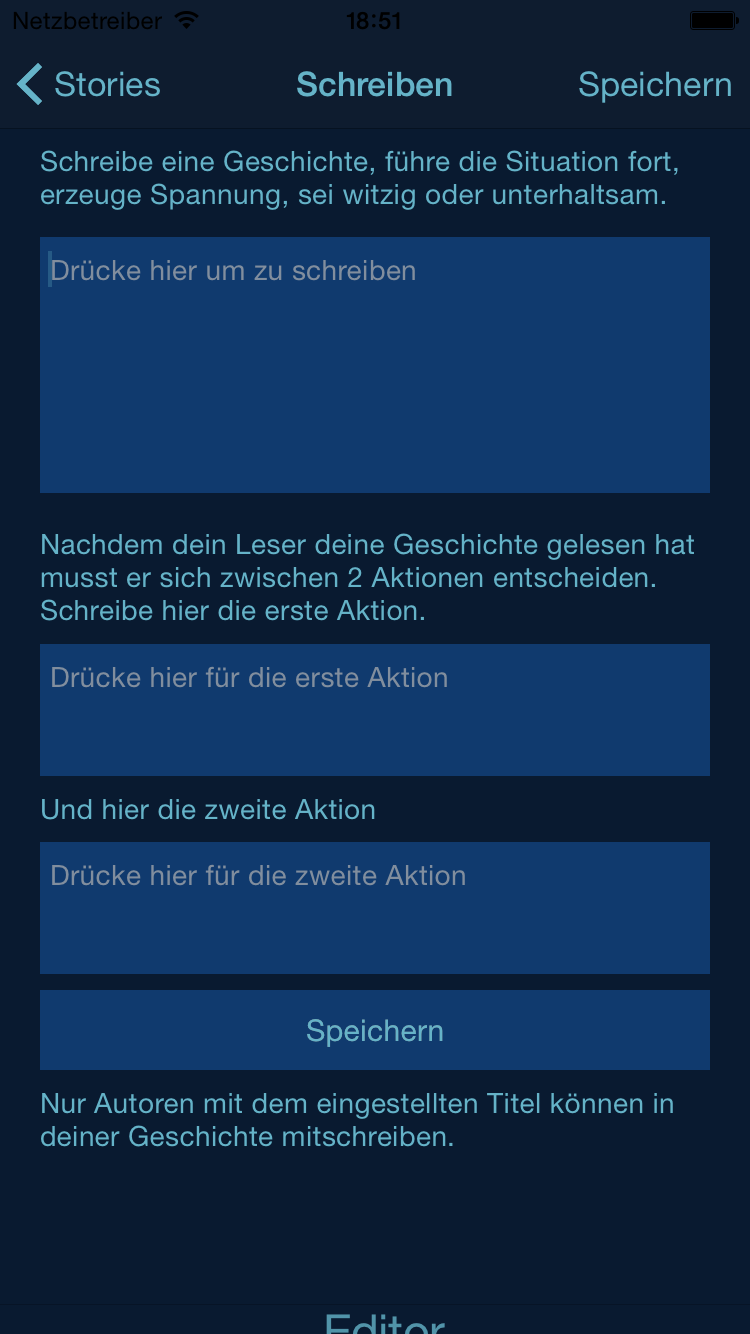 Netzbetreiber 18:51
Stories Schreiben Speichern
Schreibe eine Geschichte, führe die Situation fort,
erzeuge Spannung, sei witzig oder unterhaltsam.
Drücke hier um zu schreiben
Nachdem dein Leser deine Geschichte gelesen hat
musst er sich zwischen 2 Aktionen entscheiden.
Schreibe hier die erste Aktion.
Drücke hier für die erste Aktion
Und hier die zweite Aktion
Drücke hier für die zweite Aktion
Speichern
Nur Autoren mit dem eingestellten Titel können in
deiner Geschichte mitschreiben.
Editor